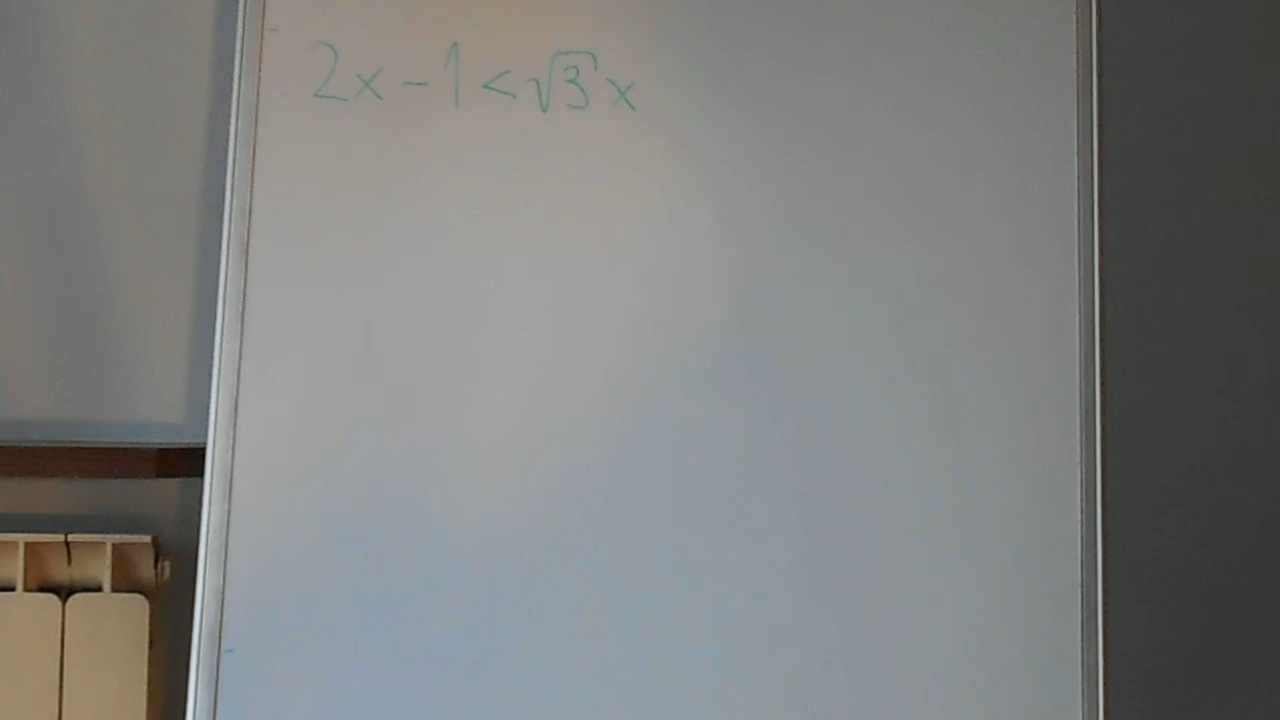 2x - 1 < √3 x